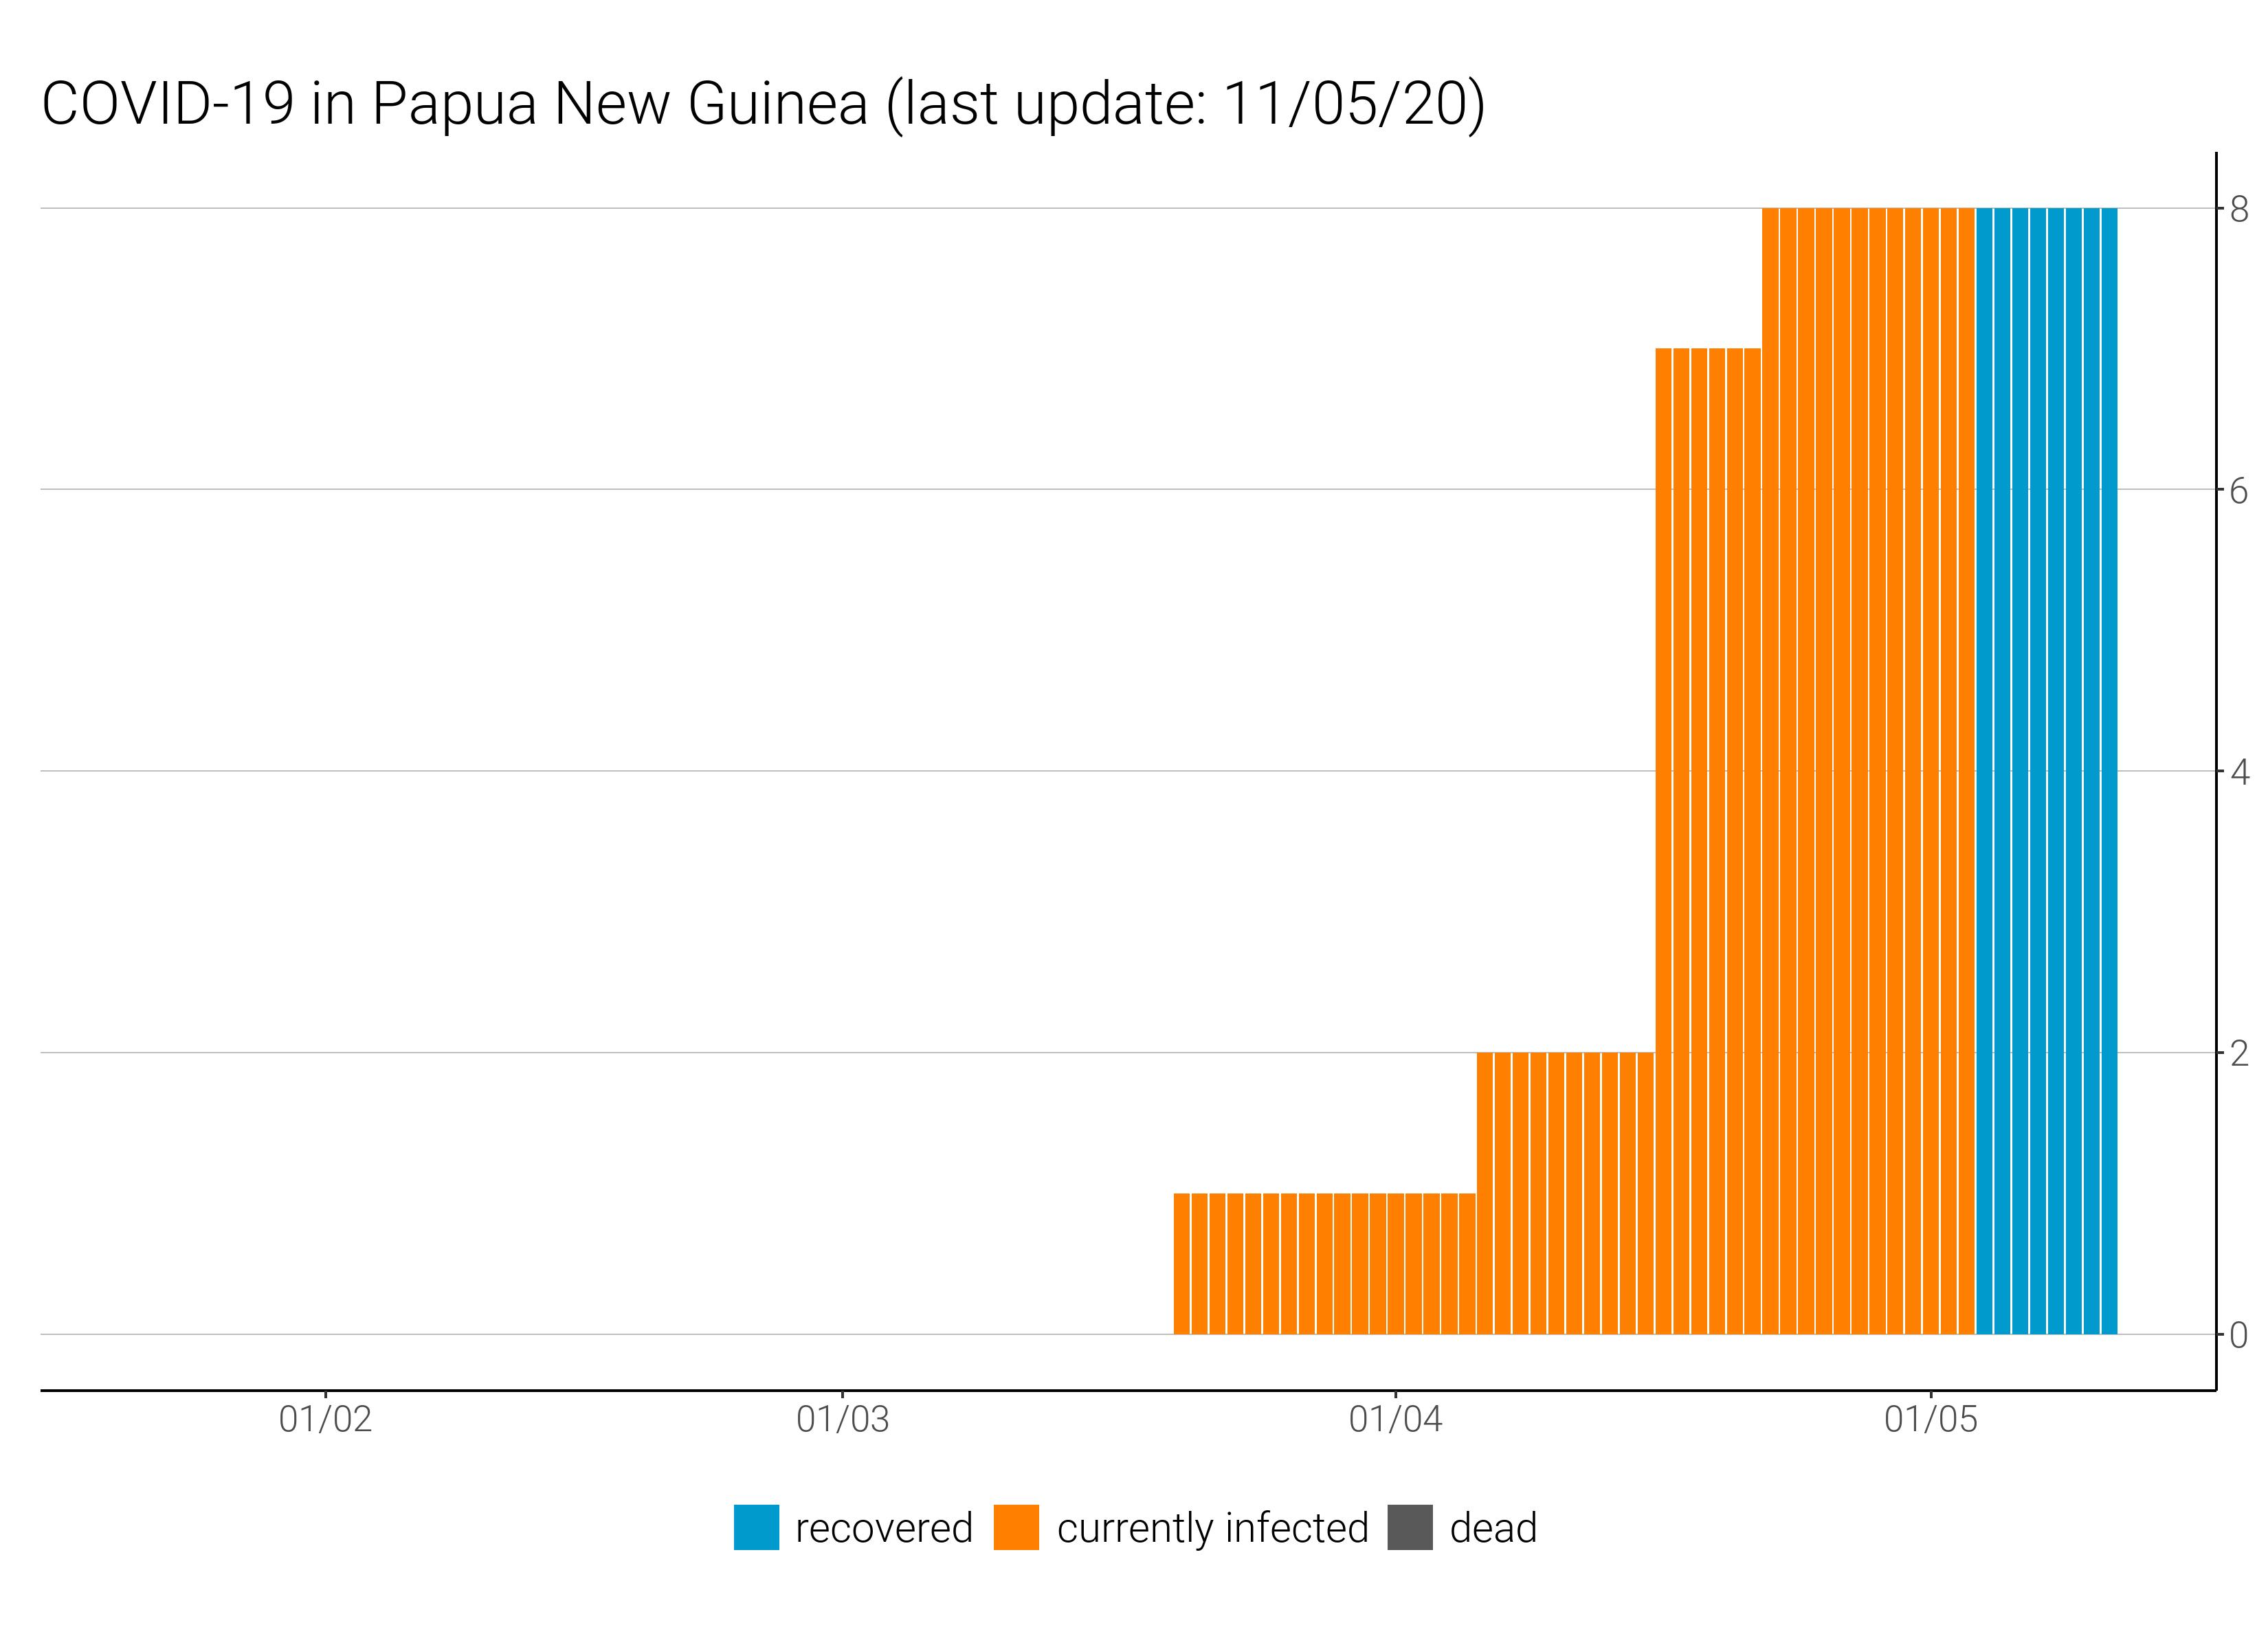 COVID-19 in Papua New Guinea (last update: 11/05/20)
8
6
4
2
0
01/02 01/03 01/04 01/05
recovered currently infected dead